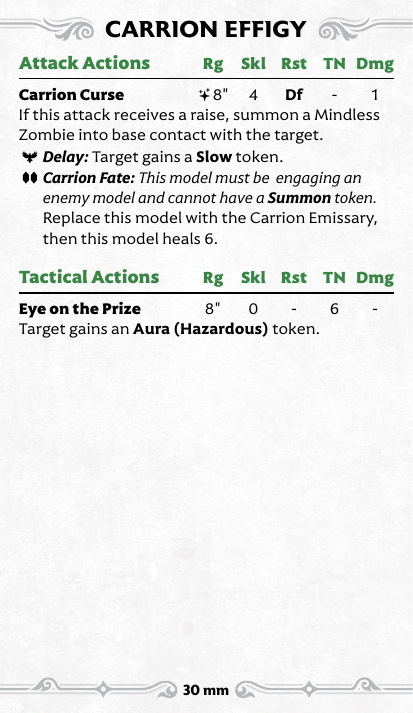 CARRION EFFIGY
Attack Actions Rg Skl Rst TN Dmg
Carrion Curse 8" 4 Df - 1
If this attack receives a raise, summon a Mindless
Zombie into base contact with the target.
Delay: Target gains a Slow token.
Carrion Fate: This model must be engaging an
enemy model and cannot have a Summon token.
Replace this model with the Carrion Emissary,
then this model heals 6.
Tactical Actions Rg Skl Rst TN Dmg
Eye on the Prize 8" 0 - 6 -
Target gains an Aura (Hazardous) token.
30 mm